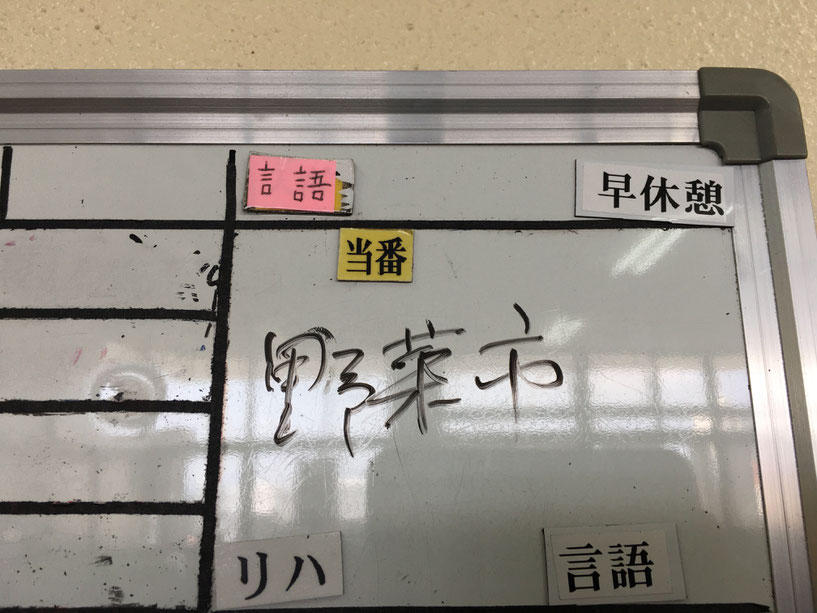 言語 早休憩
当番
野菜市
リハ 言語